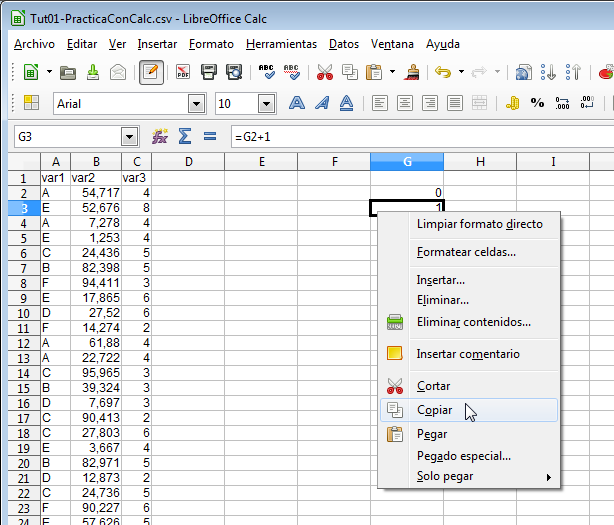 Tut01-PracticaConCalc.csv - LibreOffice Calc
Archivo Editar Ver Insertar Formato Herramientas Datos Ventana Ayuda
PDF ABC ABC
Arial 10 A A A % .000 .000
G3 =G2+1
A B C D E F G H I
1 var1 var2 var3
2 A 54,717 4 0
3 E 52,676 8 1
4 A 7,278 4
5 E 1,253 4
6 C 24,436 5
7 B 82,398 5
8 F 94,411 3
9 E 17,865 6
10 D 27,52 6
11 F 14,274 2
12 A 61,88 4
13 A 22,722 4
14 C 95,965 3
15 B 39,324 3
16 D 7,697 3
17 C 90,413 2
18 C 27,803 6
19 E 3,667 4
20 B 82,971 5
21 D 12,873 2
22 C 24,736 5
23 F 90,227 6
24 E 57,626 5
Limpiar formato directo
Formatear celdas...
Insertar...
Eliminar...
Eliminar contenidos...
Insertar comentario
Cortar
Copiar
Pegar
Pegado especial...
Solo pegar